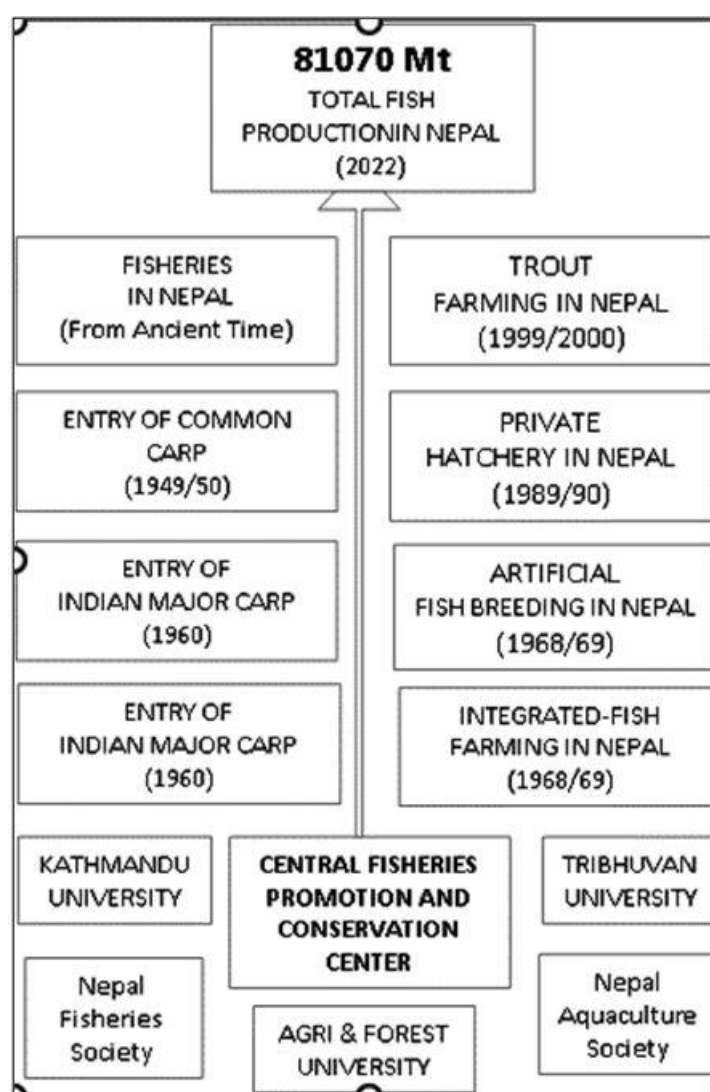 81070 Mt
TOTAL FISH
PRODUCTIONIN NEPAL
(2022)
FISHERIES
IN NEPAL
(From Ancient Time)
TROUT
FARMING IN NEPAL
(1999/2000)
ENTRY OF COMMON
CARP
(1949/50)
PRIVATE
HATCHERY IN NEPAL
(1989/90)
ENTRY OF
INDIAN MAJOR CARP
(1960)
ARTIFICIAL
FISH BREEDING IN NEPAL
(1968/69)
ENTRY OF
INDIAN MAJOR CARP
(1960)
INTEGRATED-FISH
FARMING IN NEPAL
(1968/69)
KATHMANDU
UNIVERSITY
CENTRAL FISHERIES
PROMOTION AND
CONSERVATION
CENTER
TRIBHUVAN
UNIVERSITY
Nepal
Fisheries
Society
AGRI & FOREST
UNIVERSITY
Nepal
Aquaculture
Society